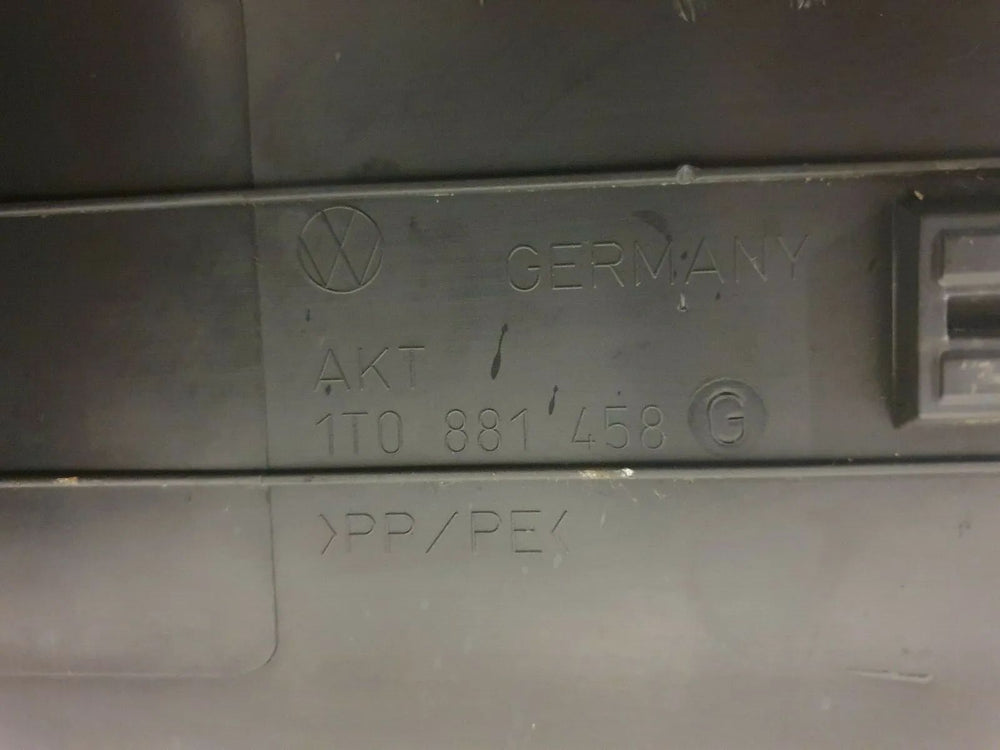 GERMANY
AKT
1T0 881 458 G
>PP/PE<